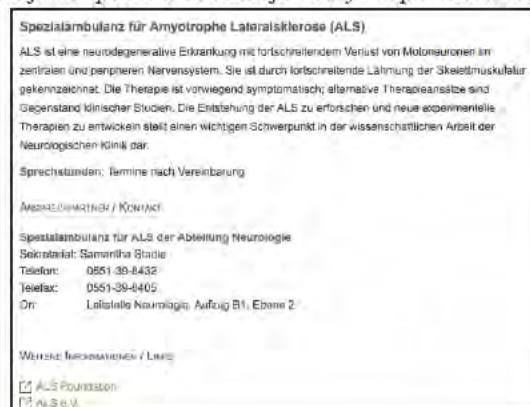 Spezialambulanz für Amyotrophe Lateralsklerose (ALS)
ALS ist eine neurodegenerative Erkrankung mit fortschreitendem Verlust von Motoneuronen im
zentralen und peripheren Nervensystem. Sie ist durch fortschreitende Lähmung der Skelettmuskulatur
gekennzeichnet. Die Therapie ist vorwiegend symptomatisch; alternative Therapieansätze sind
Gegenstand klinischer Studien. Die Entstehung der ALS zu erforschen und neue experimentelle
Therapien zu entwickeln stellt einen wichtigen Schwerpunkt in der wissenschaftlichen Arbeit der
Neurologischen Klinik dar.
Sprechstunden: Termine nach Vereinbarung
ANSPRECHPARTNER / KONTAKT
Spezialambulanz für ALS der Abteilung Neurologie
Sekretariat: Samantha Stadie
Telefon: 0551-39-8432
Telefax: 0551-39-8405
Ort: Leitstelle Neurologie, Aufzug B1, Ebene 2
WEITERE INFORMATIONEN / LINKS
ALS Foundation
ALS e.V.